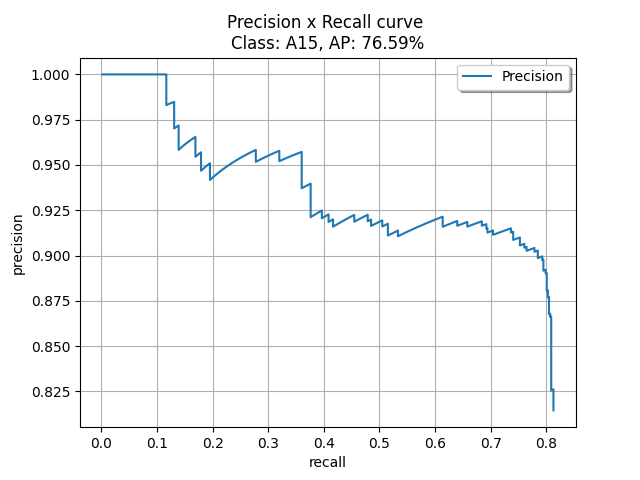 Precision x Recall curve
Class: A15, AP: 76.59%
Precision
1.000
0.975
0.950
0.925
0.900
0.875
0.850
0.825
precision
0.0 0.1 0.2 0.3 0.4 0.5 0.6 0.7 0.8
recall